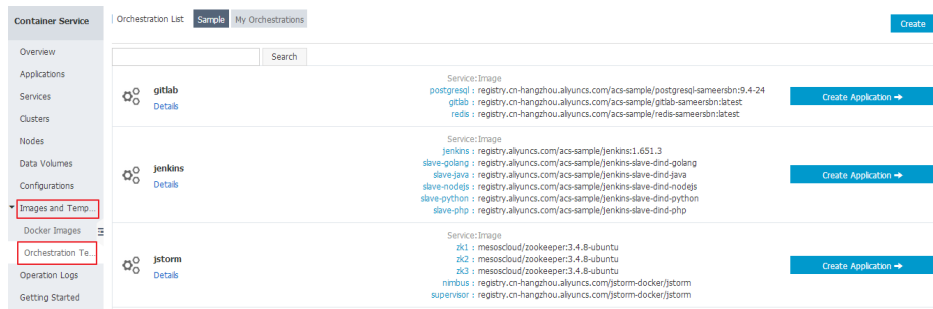 Container Service
Overview
Applications
Services
Clusters
Nodes
Data Volumes
Configurations
Images and Temp...
Docker Images
Orchestration Te...
Operation Logs
Getting Started
Orchestration List Sample My Orchestrations Create
Search
gitlab
Details
Service:Image
postgresql : registry.cn-hangzhou.aliyuncs.com/acs-sample/postgresql-sameersbn:9.4-24
gitlab : registry.cn-hangzhou.aliyuncs.com/acs-sample/gitlab-sameersbn:latest
redis : registry.cn-hangzhou.aliyuncs.com/acs-sample/redis-sameersbn:latest
Create Application
jenkins
Details
Service:Image
jenkins : registry.aliyuncs.com/acs-sample/jenkins:1.651.3
slave-golang : registry.aliyuncs.com/acs-sample/jenkins-slave-dind-golang
slave-java : registry.aliyuncs.com/acs-sample/jenkins-slave-dind-java
slave-nodejs : registry.aliyuncs.com/acs-sample/jenkins-slave-dind-nodejs
slave-python : registry.aliyuncs.com/acs-sample/jenkins-slave-dind-python
slave-php : registry.aliyuncs.com/acs-sample/jenkins-slave-dind-php
Create Application
jstorm
Details
Service:Image
zk1 : mesoscloud/zookeeper:3.4.8-ubuntu
zk2 : mesoscloud/zookeeper:3.4.8-ubuntu
zk3 : mesoscloud/zookeeper:3.4.8-ubuntu
nimbus : registry.cn-hangzhou.aliyuncs.com/jstorm-docker/jstorm
supervisor : registry.cn-hangzhou.aliyuncs.com/jstorm-docker/jstorm
Create Application